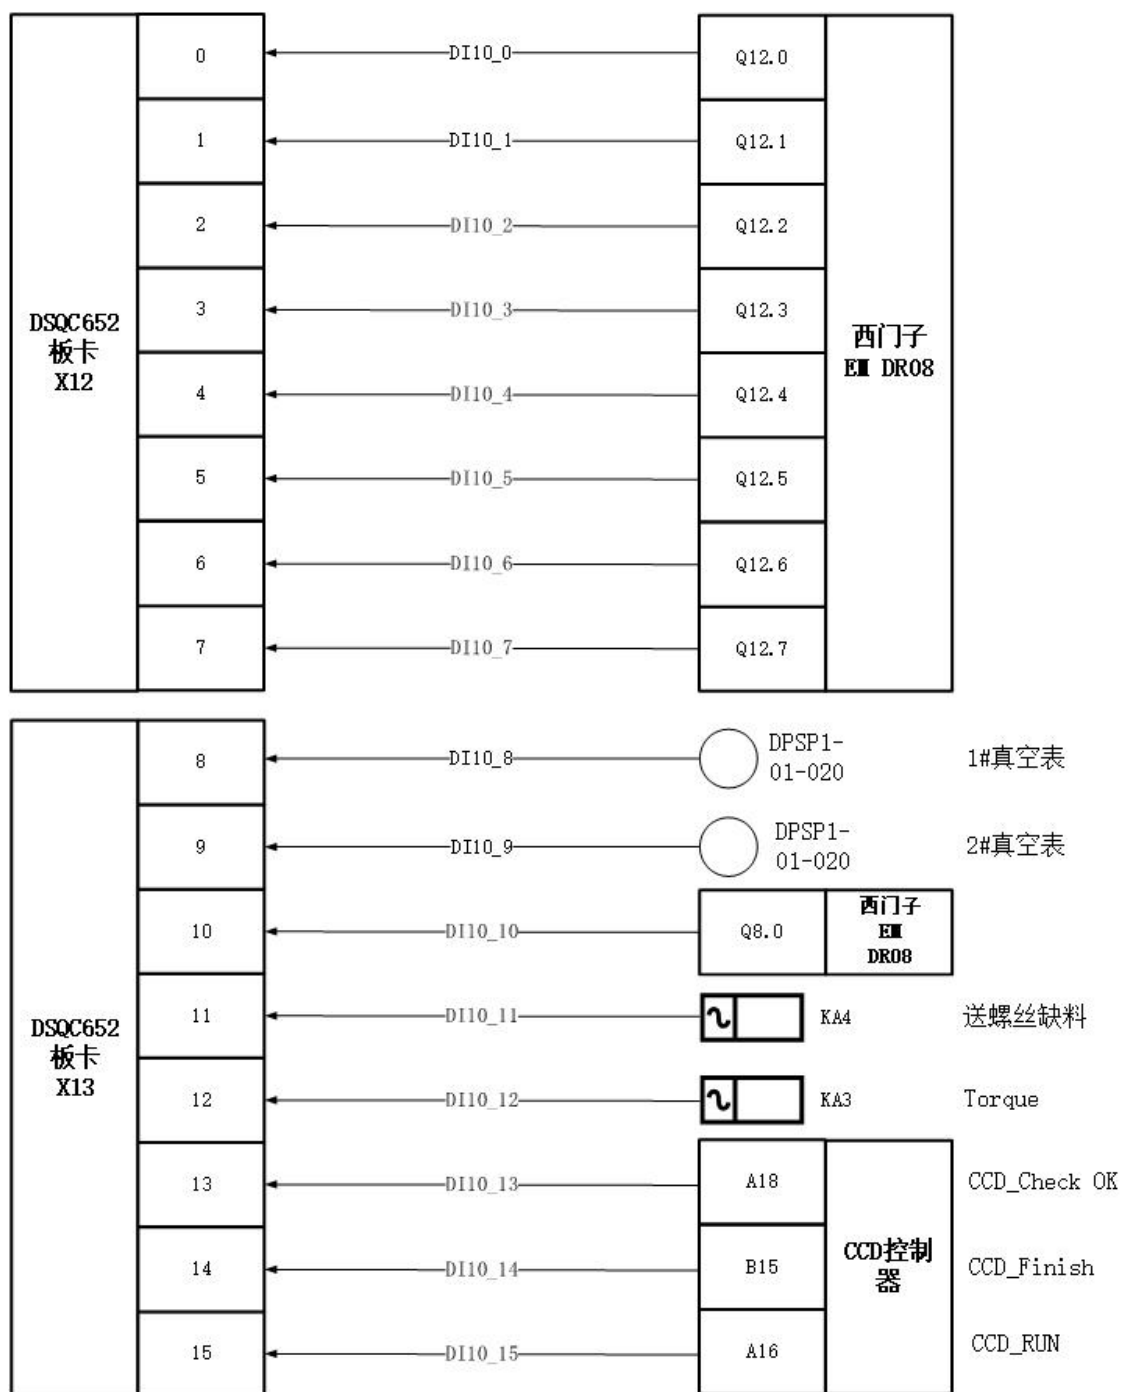 DSQC652
板卡
X12
0
DI10_0
Q12.0
1
DI10_1
Q12.1
2
DI10_2
Q12.2
3
DI10_3
Q12.3
4
DI10_4
Q12.4
5
DI10_5
Q12.5
6
DI10_6
Q12.6
7
DI10_7
Q12.7
西门子
EM DR08
DSQC652
板卡
X13
8
DI10_8
DPSP1-
01-020
1#真空表
9
DI10_9
DPSP1-
01-020
2#真空表
10
DI10_10
Q8.0
西门子
EM
DR08
11
DI10_11
KA4
送螺丝缺料
12
DI10_12
KA3
Torque
13
DI10_13
A18
CCD_Check OK
14
DI10_14
B15
CCD_Finish
15
DI10_15
A16
CCD_RUN
CCD控制
器